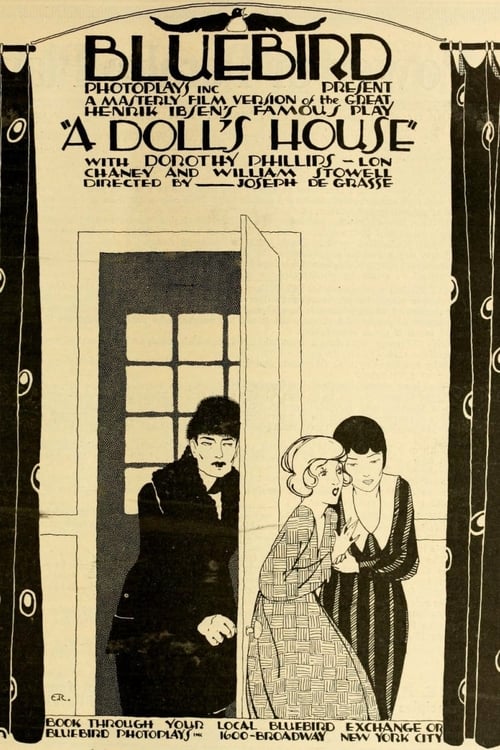 BLUEBIRD
PHOTOPLAYS INC PRESENT
A MASTERLY FILM VERSION of the GREAT
HENRIK IBSEN'S FAMOUS PLAY
"A DOLL'S HOUSE"
WITH DOROTHY PHILLIPS - LON
CHANEY AND WILLIAM STOWELL
DIRECTED BY — JOSEPH DE GRASSE
ER.
BOOK THROUGH YOUR LOCAL BLUEBIRD EXCHANGE OR
BLUEBIRD PHOTOPLAYS INC 1600-BROADWAY NEW YORK CITY